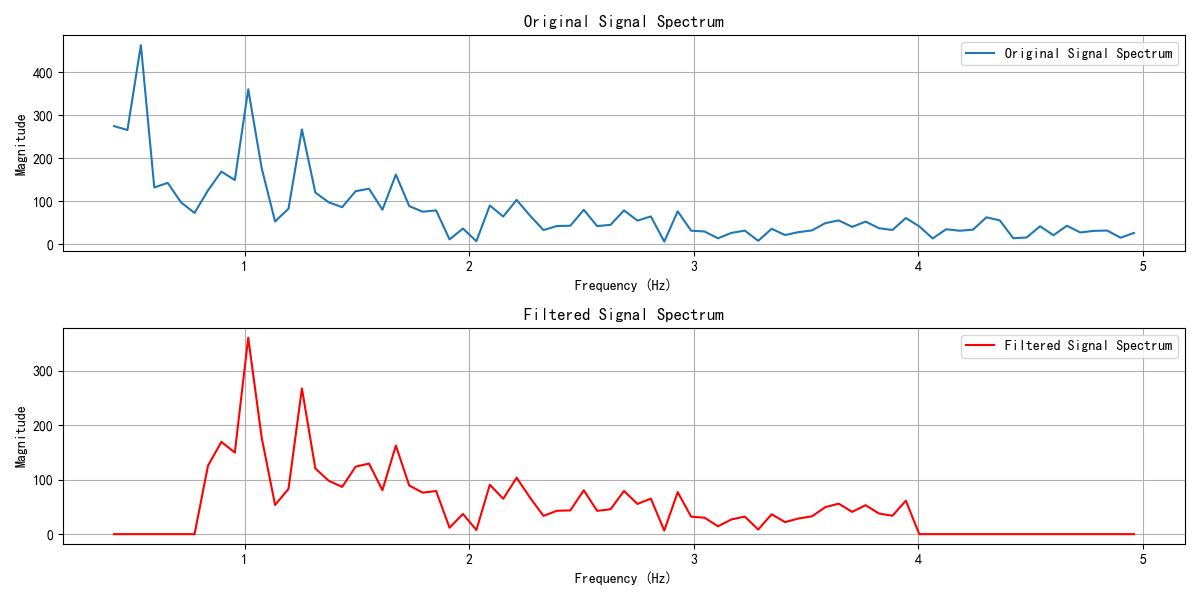 Original Signal Spectrum
Original Signal Spectrum
Magnitude
400
300
200
100
0
1
2
3
4
5
Frequency (Hz)
Filtered Signal Spectrum
Filtered Signal Spectrum
Magnitude
300
200
100
0
1
2
3
4
5
Frequency (Hz)